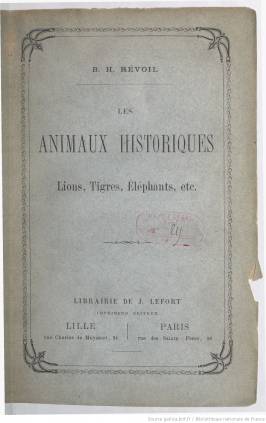 B. H. RÉVOIL
LES
ANIMAUX HISTORIQUES
Lions, Tigres, Éléphants, etc.
LIBRAIRIE DE J. LEFORT
IMPRIMEUR ÉDITEUR
LILLE
PARIS
rue Charles de Muyssart, 24
rue des Saints-Pères, 30
Source gallica.bnf.fr / Bibliothèque nationale de France